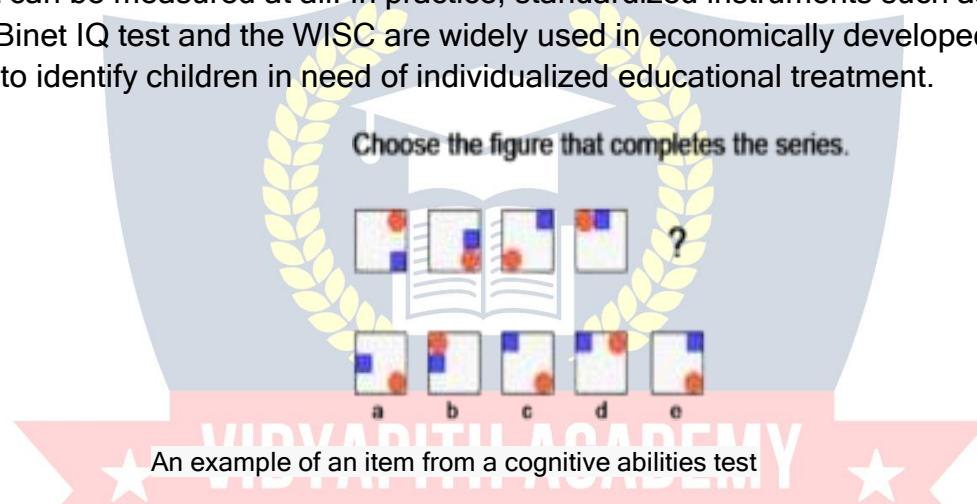 can be measured at all. In practice, standardized instruments such
Binet IQ test and the WISC are widely used in economically developed
to identify children in need of individualized educational treatment.
Choose the figure that completes the series.
?
a b c d e
VIDYAPITH ACADEMY
An example of an item from a cognitive abilities test